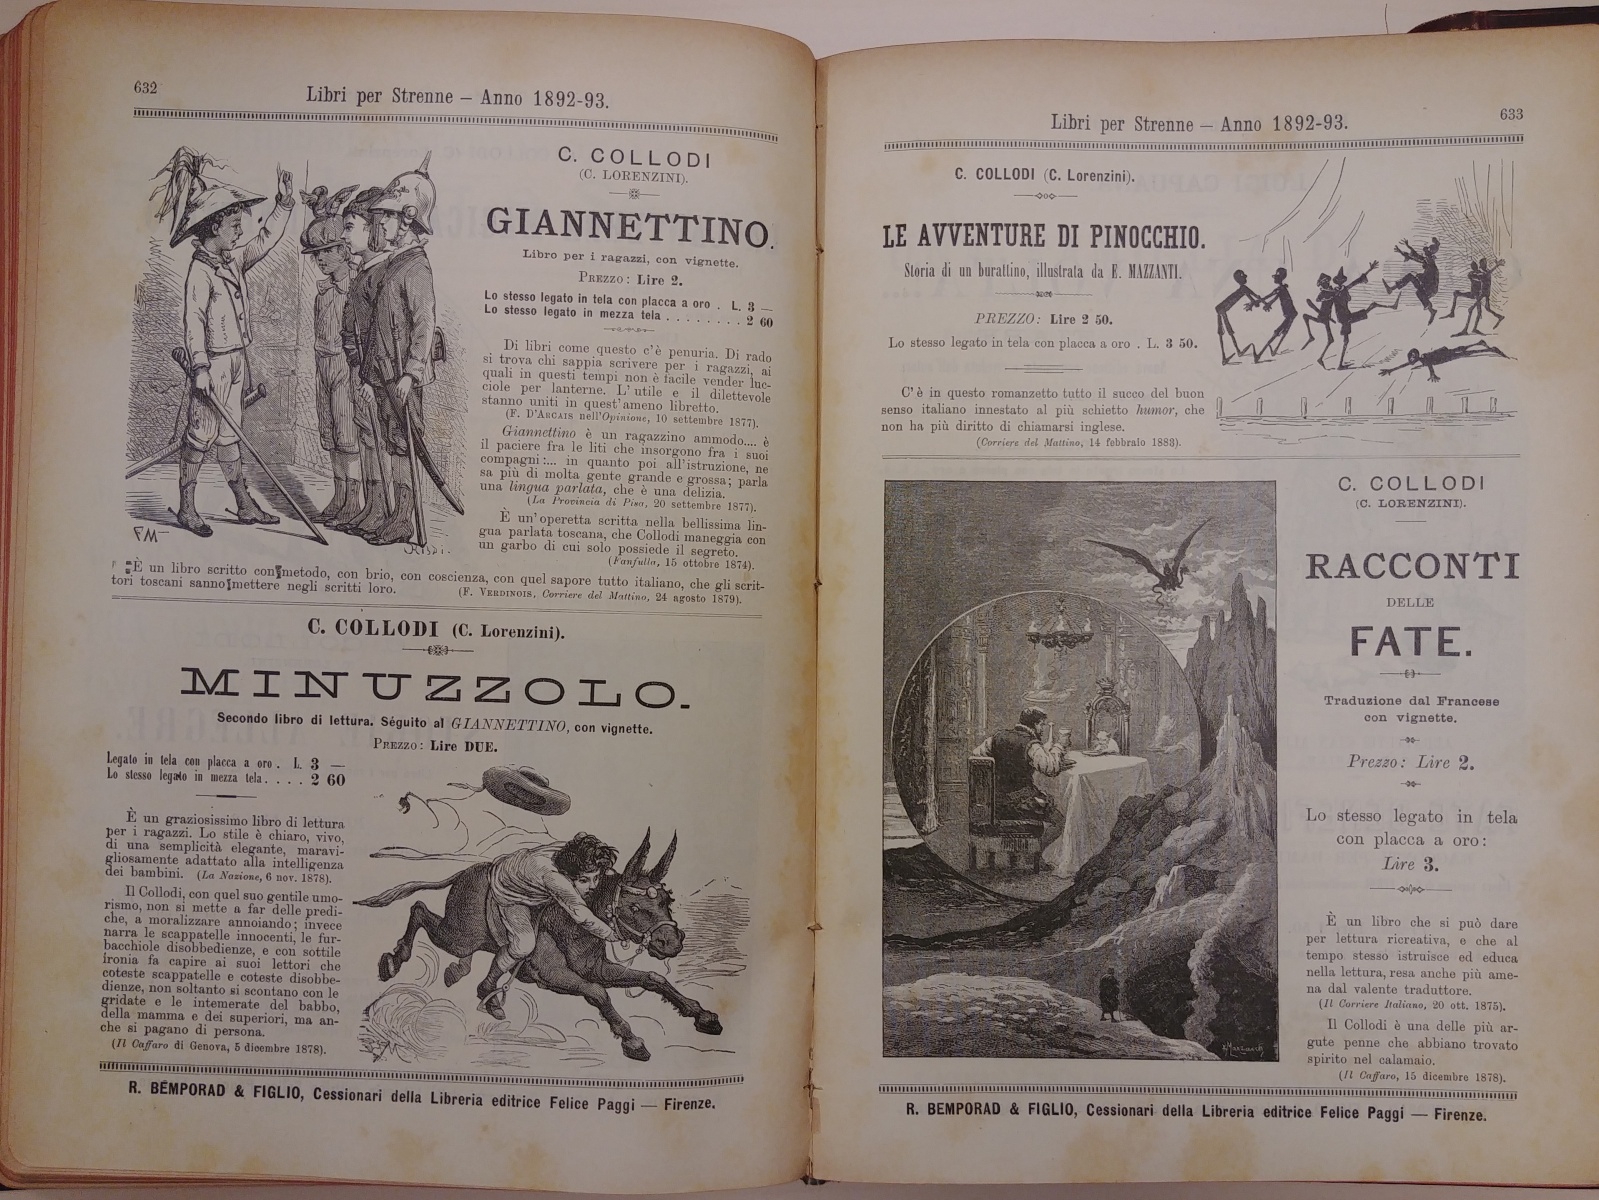 632
Libri per Strenne — Anno 1892-93.
C. COLLODI
(C. LORENZINI).
GIANNETTINO.
Libro per i ragazzi, con vignette.
PREZZO: Lire 2.
Lo stesso legato in tela con placca a oro . L. 3 —
Lo stesso legato in mezza tela . . . . . . . . 2 60
Di libri come questo c'è penuria. Di rado
si trova chi sappia scrivere per i ragazzi, ai
quali in questi tempi non è facile vender luc-
ciole per lanterne. L'utile e il dilettevole
stanno uniti in quest'ameno libretto.
(F. D'ARCAIS nell'Opinione, 10 settembre 1877).
Giannettino è un ragazzino ammodo.... è
il paciere fra le liti che insorgono fra i suoi
compagni:... in quanto poi all'istruzione, ne
sa più di molta gente grande e grossa; parla
una lingua parlata, che è una delizia.
(La Provincia di Pisa, 20 settembre 1877).
È un'operetta scritta nella bellissima lin-
gua parlata toscana, che Collodi maneggia con
un garbo di cui solo possiede il segreto.
(Fanfulla, 15 ottobre 1874).
FM
È un libro scritto con metodo, con brio, con coscienza, con quel sapore tutto italiano, che gli scrit-
tori toscani sanno mettere negli scritti loro.
(F. VERDINOIS, Corriere del Mattino, 24 agosto 1879).
C. COLLODI (C. Lorenzini).
MINUZZOLO.
Secondo libro di lettura. Séguito al GIANNETTINO, con vignette.
PREZZO: Lire DUE.
Legato in tela con placca a oro . L. 3 —
Lo stesso legato in mezza tela . . . . 2 60
È un graziosissimo libro di lettura
per i ragazzi. Lo stile è chiaro, vivo,
di una semplicità elegante, maravi-
gliosamente adattato alla intelligenza
dei bambini. (La Nazione, 6 nov. 1878).
Il Collodi, con quel suo gentile umo-
rismo, non si mette a far delle predi-
che, a moralizzare annoiando; invece
narra le scappatelle innocenti, le fur-
bacchiole disobbedienze, e con sottile
ironia fa capire ai suoi lettori che
coteste scappatelle e coteste disobbe-
dienze, non soltanto si scontano con le
gridate e le intemerate del babbo,
della mamma e dei superiori, ma an-
che si pagano di persona.
(Il Caffaro di Genova, 5 dicembre 1878).
R. BEMPORAD & FIGLIO, Cessionari della Libreria editrice Felice Paggi — Firenze.
633
Libri per Strenne — Anno 1892-93.
C. COLLODI (C. Lorenzini).
LE AVVENTURE DI PINOCCHIO.
Storia di un burattino, illustrata da E. MAZZANTI.
PREZZO: Lire 2 50.
Lo stesso legato in tela con placca a oro . L. 3 50.
C'è in questo romanzetto tutto il succo del buon
senso italiano innestato al più schietto humor, che
non ha più diritto di chiamarsi inglese.
(Corriere del Mattino, 14 febbraio 1883).
C. COLLODI
(C. LORENZINI).
RACCONTI
DELLE
FATE.
Traduzione dal Francese
con vignette.
Prezzo: Lire 2.
Lo stesso legato in tela
con placca a oro:
Lire 3.
È un libro che si può dare
per lettura ricreativa, e che al
tempo stesso istruisce ed educa
nella lettura, resa anche più ame-
na dal valente traduttore.
(Il Corriere Italiano, 20 ott. 1875).
Il Collodi è una delle più ar-
gute penne che abbiano trovato
spirito nel calamaio.
(Il Caffaro, 15 dicembre 1878).
R. BEMPORAD & FIGLIO, Cessionari della Libreria editrice Felice Paggi — Firenze.